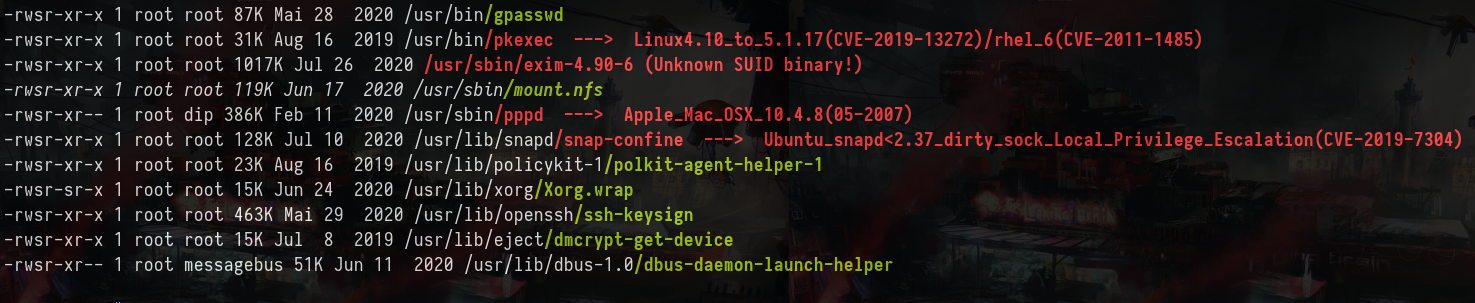 -rwsr-xr-x 1 root root 87K Mai 28  2020 /usr/bin/gpasswd
-rwsr-xr-x 1 root root 31K Aug 16  2019 /usr/bin/pkexec  --->  Linux4.10_to_5.1.17(CVE-2019-13272)/rhel_6(CVE-2011-1485)
-rwsr-xr-x 1 root root 1017K Jul 26  2020 /usr/sbin/exim-4.90-6 (Unknown SUID binary!)
-rwsr-xr-x 1 root root 119K Jun 17  2020 /usr/sbin/mount.nfs
-rwsr-xr-- 1 root dip 386K Feb 11  2020 /usr/sbin/pppd  --->  Apple_Mac_OSX_10.4.8(05-2007)
-rwsr-xr-x 1 root root 128K Jul 10  2020 /usr/lib/snapd/snap-confine  --->  Ubuntu_snapd<2.37_dirty_sock_Local_Privilege_Escalation(CVE-2019-7304)
-rwsr-xr-x 1 root root 23K Aug 16  2019 /usr/lib/policykit-1/polkit-agent-helper-1
-rwsr-sr-x 1 root root 15K Jun 24  2020 /usr/lib/xorg/Xorg.wrap
-rwsr-xr-x 1 root root 463K Mai 29  2020 /usr/lib/openssh/ssh-keysign
-rwsr-xr-x 1 root root 15K Jul  8  2019 /usr/lib/eject/dmcrypt-get-device
-rwsr-xr-- 1 root messagebus 51K Jun 11  2020 /usr/lib/dbus-1.0/dbus-daemon-launch-helper